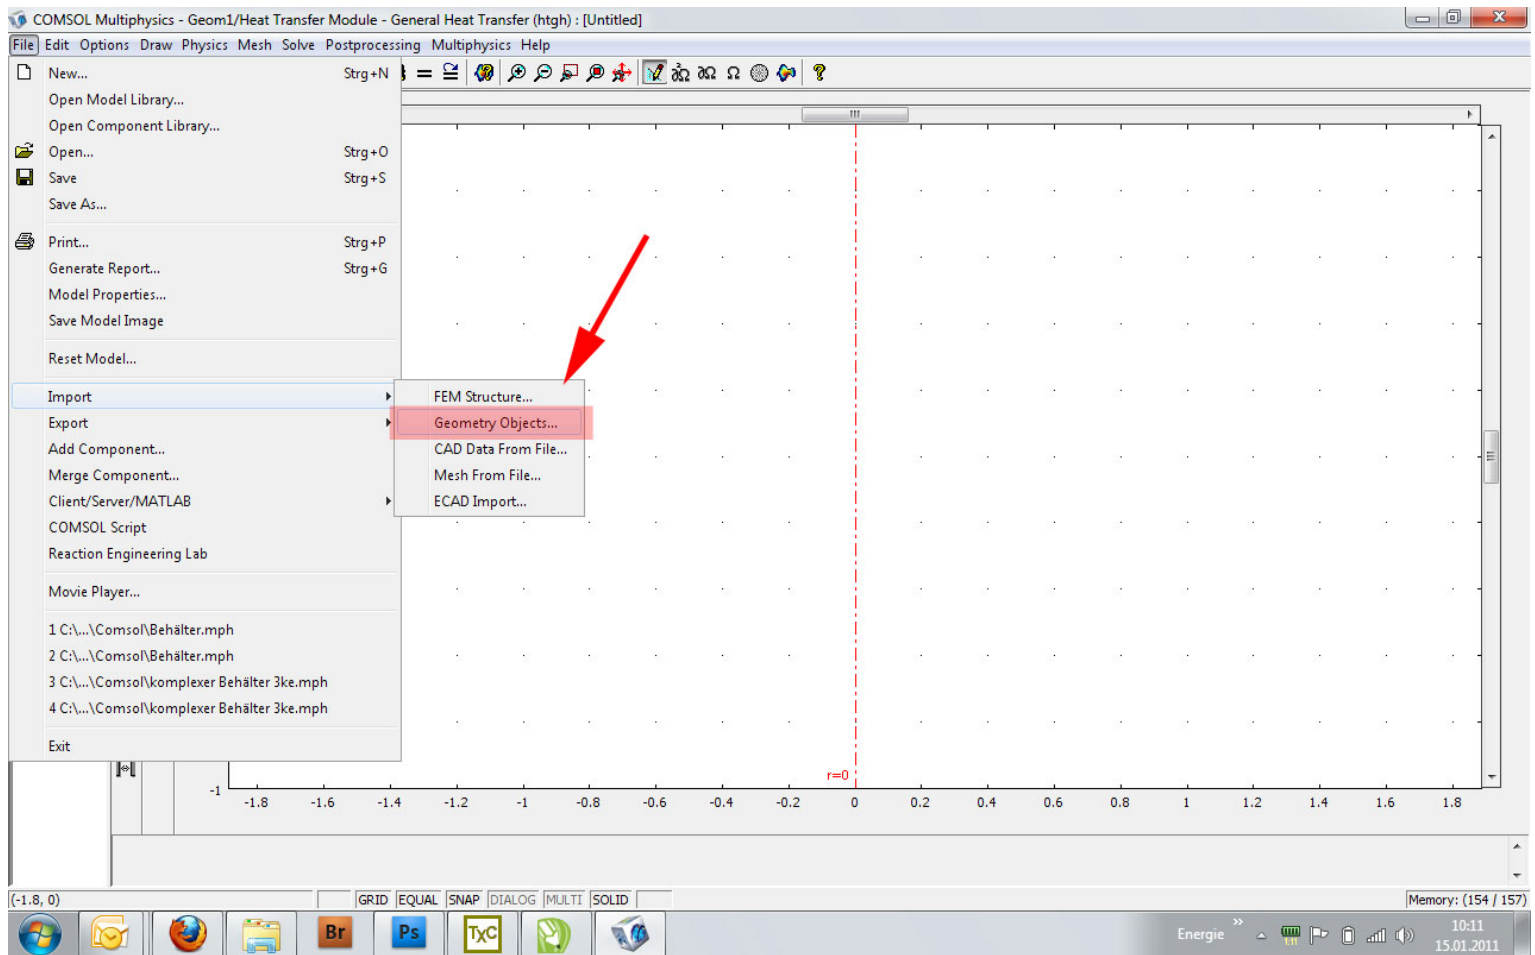 COMSOL Multiphysics - Geom1/Heat Transfer Module - General Heat Transfer (htgh) : [Untitled]
File Edit Options Draw Physics Mesh Solve Postprocessing Multiphysics Help
New... Strg+N
Open Model Library...
Open Component Library...
Open... Strg+O
Save Strg+S
Save As...
Print... Strg+P
Generate Report... Strg+G
Model Properties...
Save Model Image
Reset Model...
Import
Export
Add Component...
Merge Component...
Client/Server/MATLAB
COMSOL Script
Reaction Engineering Lab
Movie Player...
1 C:\...\Comsol\Behälter.mph
2 C:\...\Comsol\Behälter.mph
3 C:\...\Comsol\komplexer Behälter 3ke.mph
4 C:\...\Comsol\komplexer Behälter 3ke.mph
Exit
FEM Structure...
Geometry Objects...
CAD Data From File...
Mesh From File...
ECAD Import...
r=0
-1
-1.8 -1.6 -1.4 -1.2 -1 -0.8 -0.6 -0.4 -0.2 0 0.2 0.4 0.6 0.8 1 1.2 1.4 1.6 1.8
(-1.8, 0) GRID EQUAL SNAP DIALOG MULTI SOLID Memory: (154 / 157)
Br Ps TXC Energie » 1:11 10:11
15.01.2011